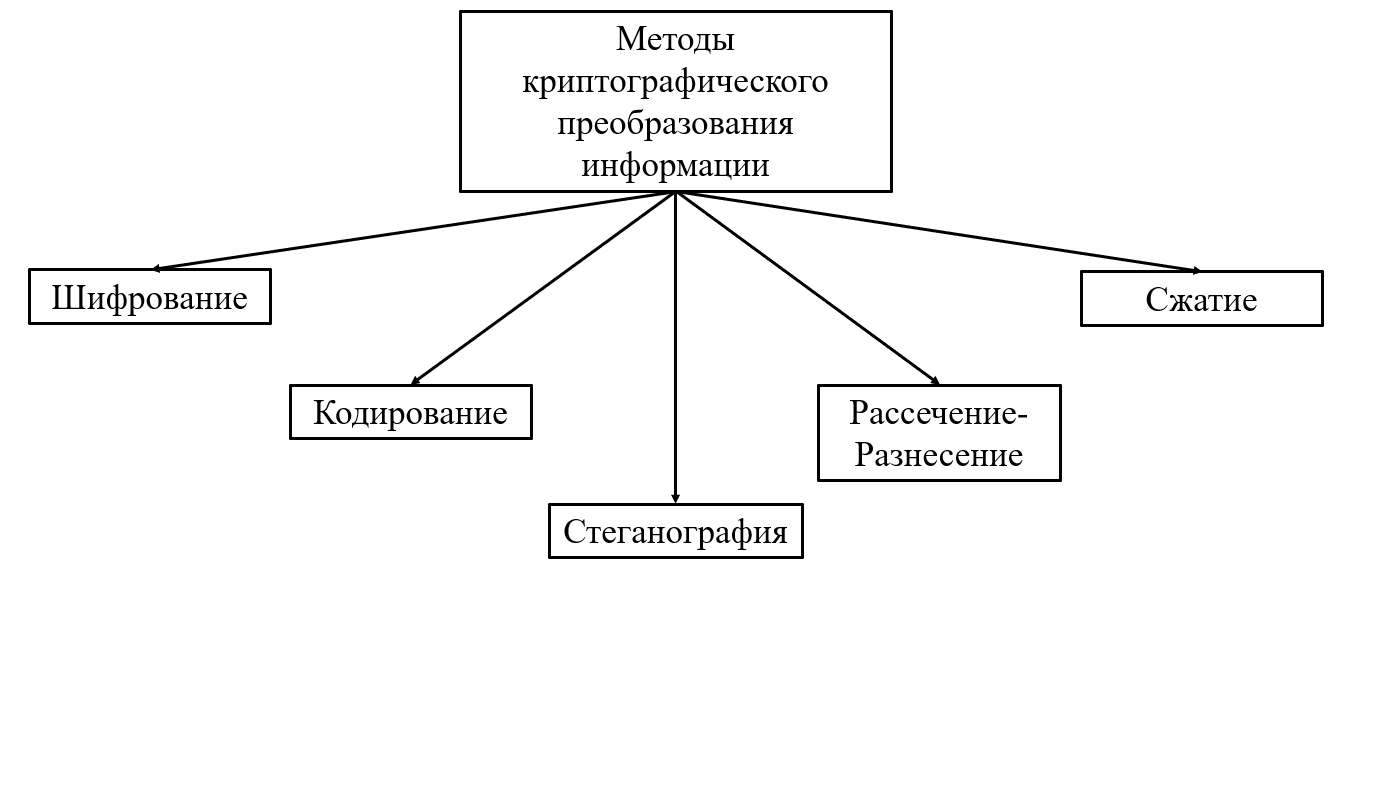 Методы
криптографического
преобразования
информации
Шифрование
Сжатие
Кодирование
Рассечение-
Разнесение
Стеганография